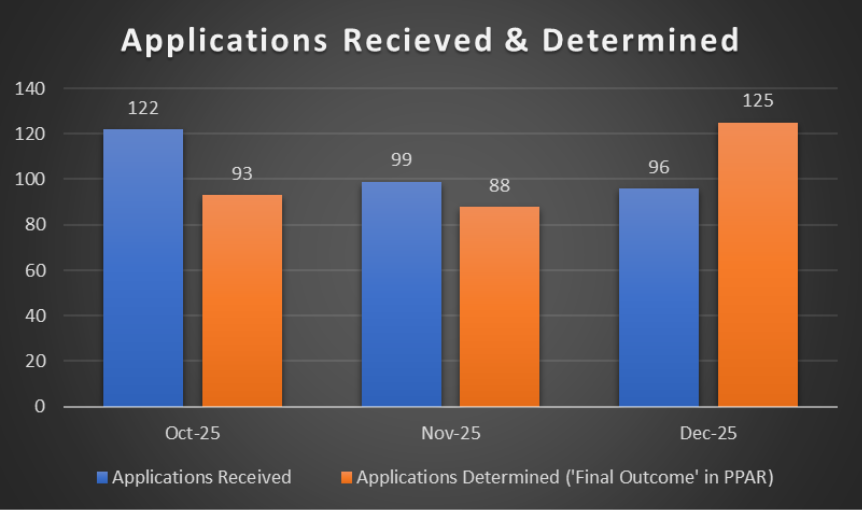 Applications Recieved & Determined
140
120
100
80
60
40
20
0
122
93
99
88
96
125
Oct-25
Nov-25
Dec-25
Applications Received
Applications Determined ('Final Outcome' in PPAR)